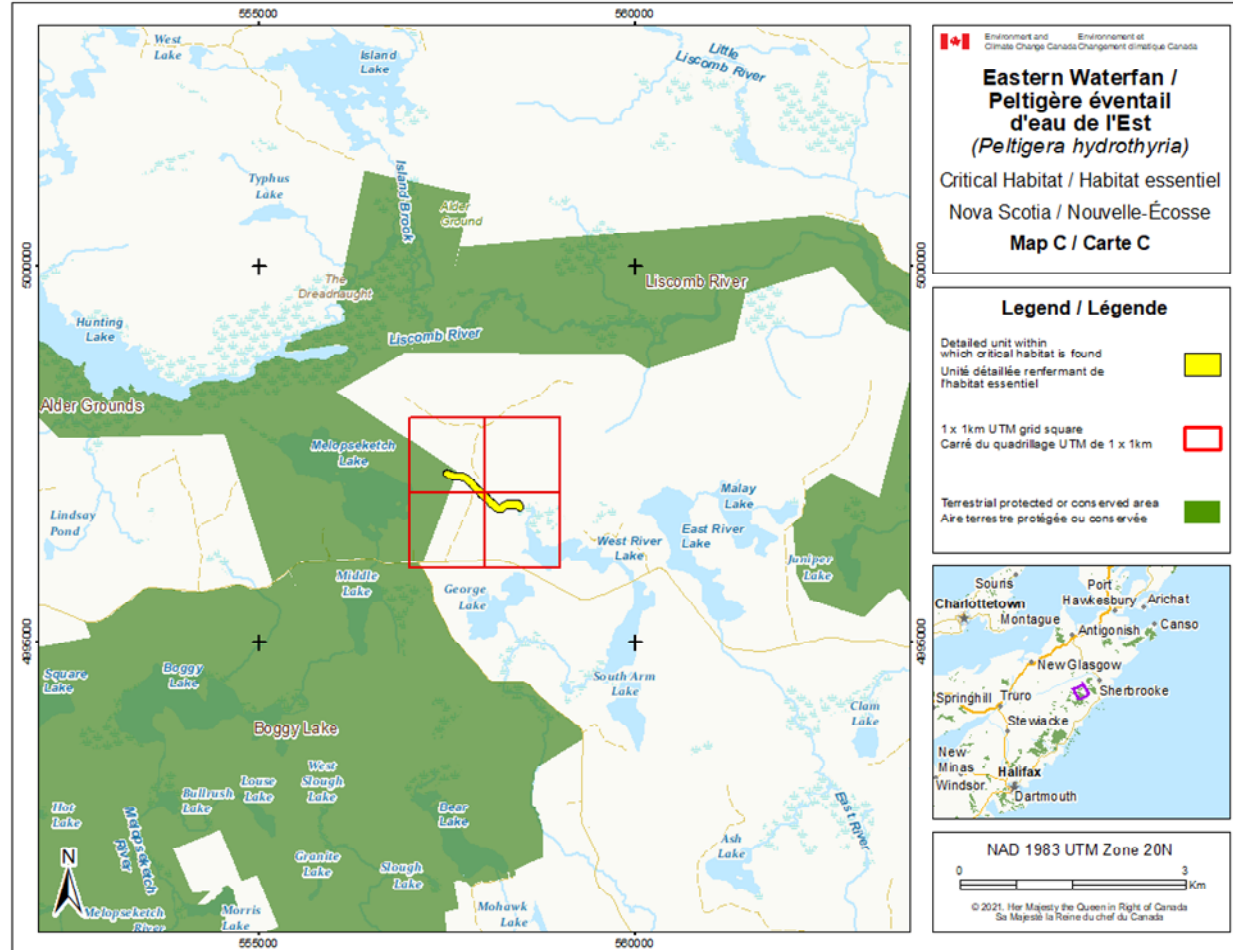 555000
560000
West
Lake
Island
Lake
Little
Liscomb River
Typhus
Lake
Island Brock
Alder
Ground
5000000
5000000
The
Dreadnaught
Liscomb River
Hunting
Lake
Liscomb River
Alder Grounds
Melopseketch
Lake
Lindsay
Pond
Malay
Lake
East River
Lake
West River
Lake
Juniper
Lake
Middle
Lake
George
Lake
4995000
4995000
Square
Lake
Boggy
Lake
South Arm
Lake
Clam
Lake
Boggy Lake
West
Slough
Lake
Louse
Lake
Bullrush
Lake
Hot
Lake
Melopseketch
River
Bear
Lake
East River
Ash
Lake
Granite
Lake
Slough
Lake
N
Melopseketch
River
Morris
Lake
Mohawk
Lake
555000
560000
Environment and
Climate Change Canada
Environnement et
Changement climatique Canada
Eastern Waterfan /
Peltigère éventail
d'eau de l'Est
(Peltigera hydrothyria)
Critical Habitat / Habitat essentiel
Nova Scotia / Nouvelle-Écosse
Map C / Carte C
Legend / Légende
Detailed unit within
which critical habitat is found
Unité détaillée renfermant de
l'habitat essentiel
1 x 1km UTM grid square
Carré du quadrillage UTM de 1 x 1km
Terrestrial protected or conserved area
Aire terrestre protégée ou conservée
Souris
Port
Hawkesbury
Arichat
Charlottetown
Montague
Canso
Antigonish
New Glasgow
Sherbrooke
Springhill
Truro
Stewiacke
New
Minas
Windsor
Halifax
Dartmouth
NAD 1983 UTM Zone 20N
0
3
Km
© 2021. Her Majesty the Queen in Right of Canada
Sa Majesté la Reine du chef du Canada